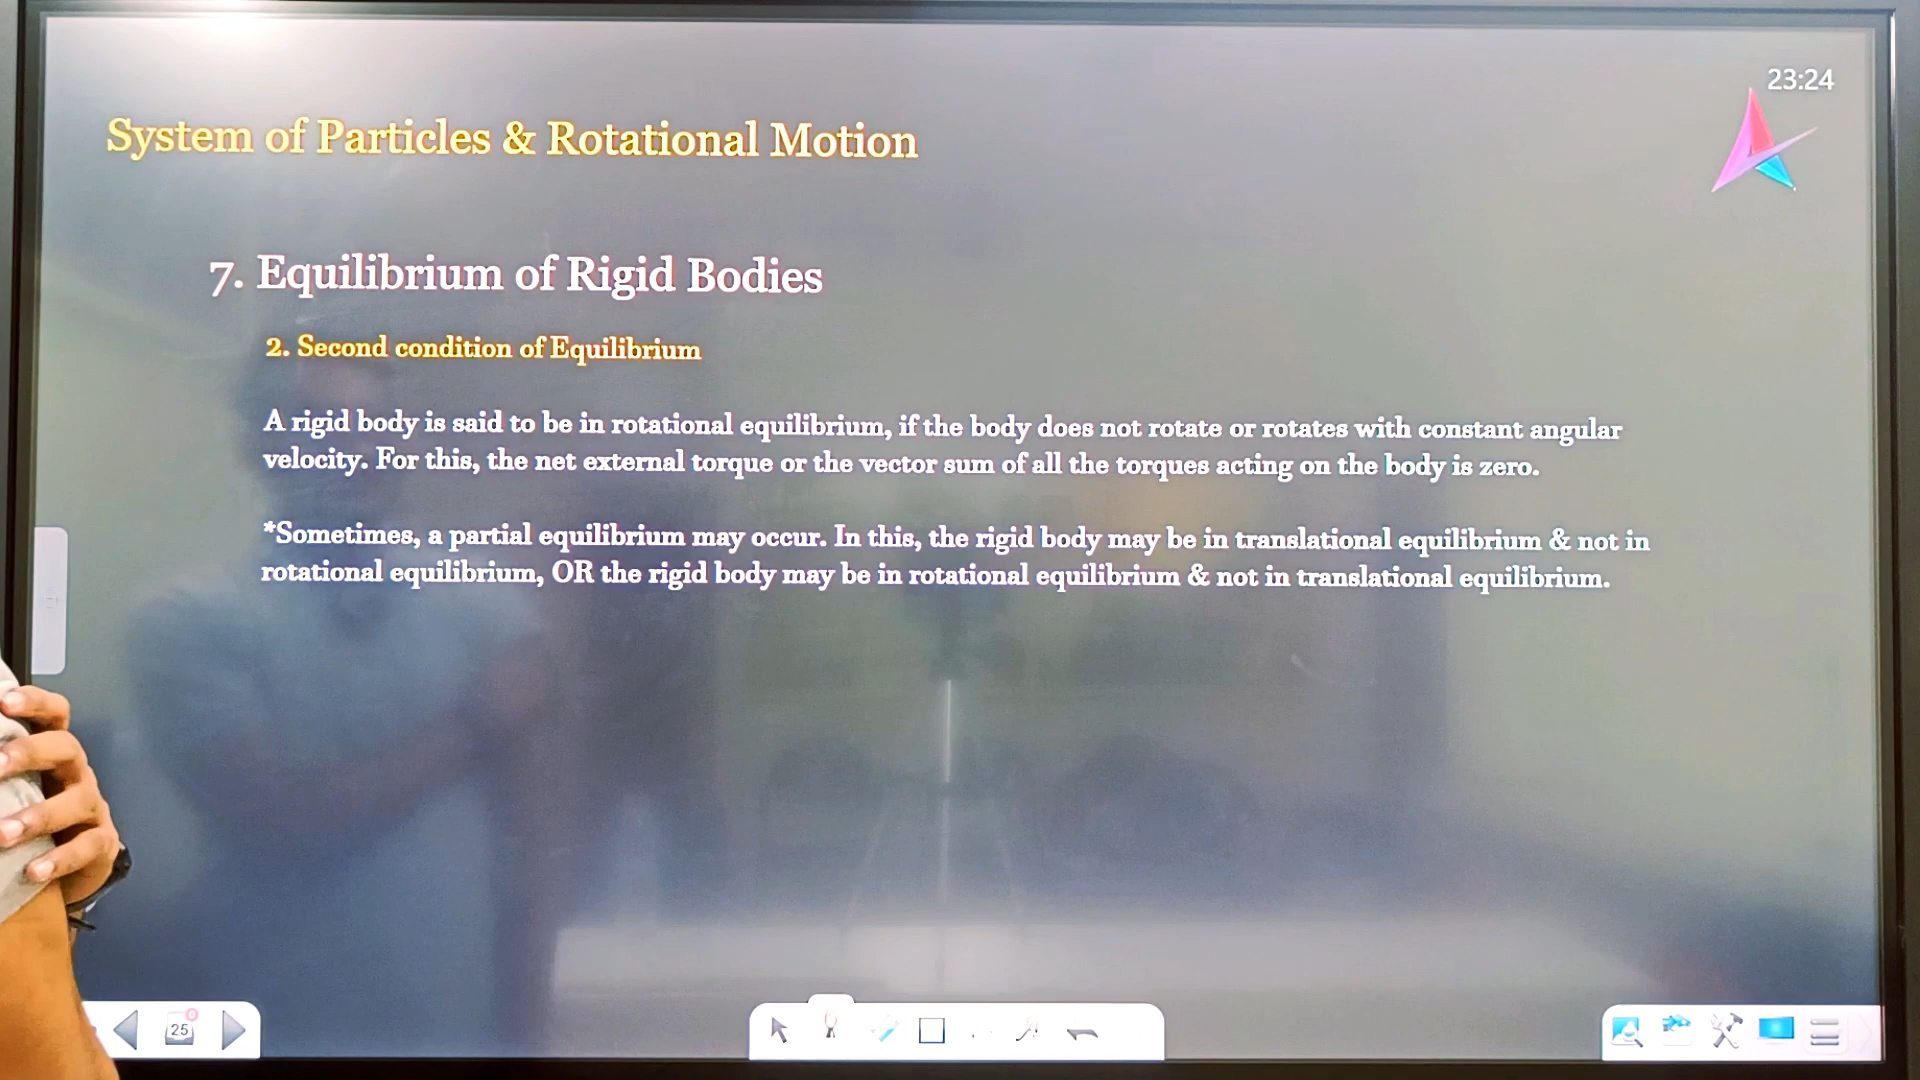 23:24
System of Particles & Rotational Motion
7. Equilibrium of Rigid Bodies
2. Second condition of Equilibrium
A rigid body is said to be in rotational equilibrium, if the body does not rotate or rotates with constant angular
velocity. For this, the net external torque or the vector sum of all the torques acting on the body is zero.
*Sometimes, a partial equilibrium may occur. In this, the rigid body may be in translational equilibrium & not in
rotational equilibrium, OR the rigid body may be in rotational equilibrium & not in translational equilibrium.
25